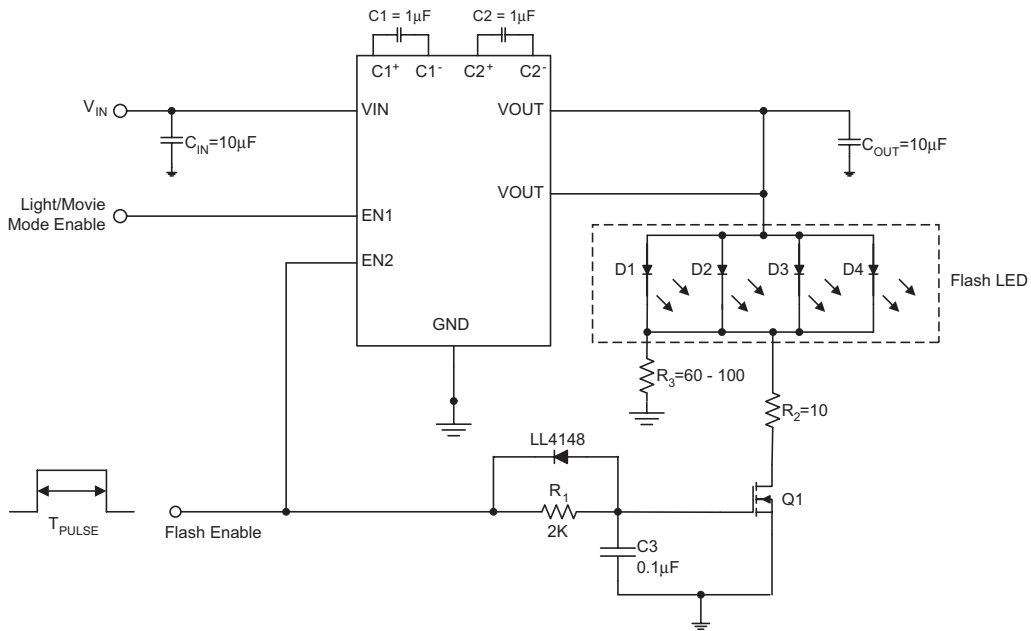 C1 = 1μF
C2 = 1μF
C1+ C1- C2+ C2-
VIN
VIN
VOUT
CIN=10μF
COUT=10μF
VOUT
Light/Movie
Mode Enable
EN1
EN2
D1 D2 D3 D4
Flash LED
GND
R3=60 - 100
R2=10
LL4148
R1
2K
Q1
TPULSE
Flash Enable
C3
0.1μF